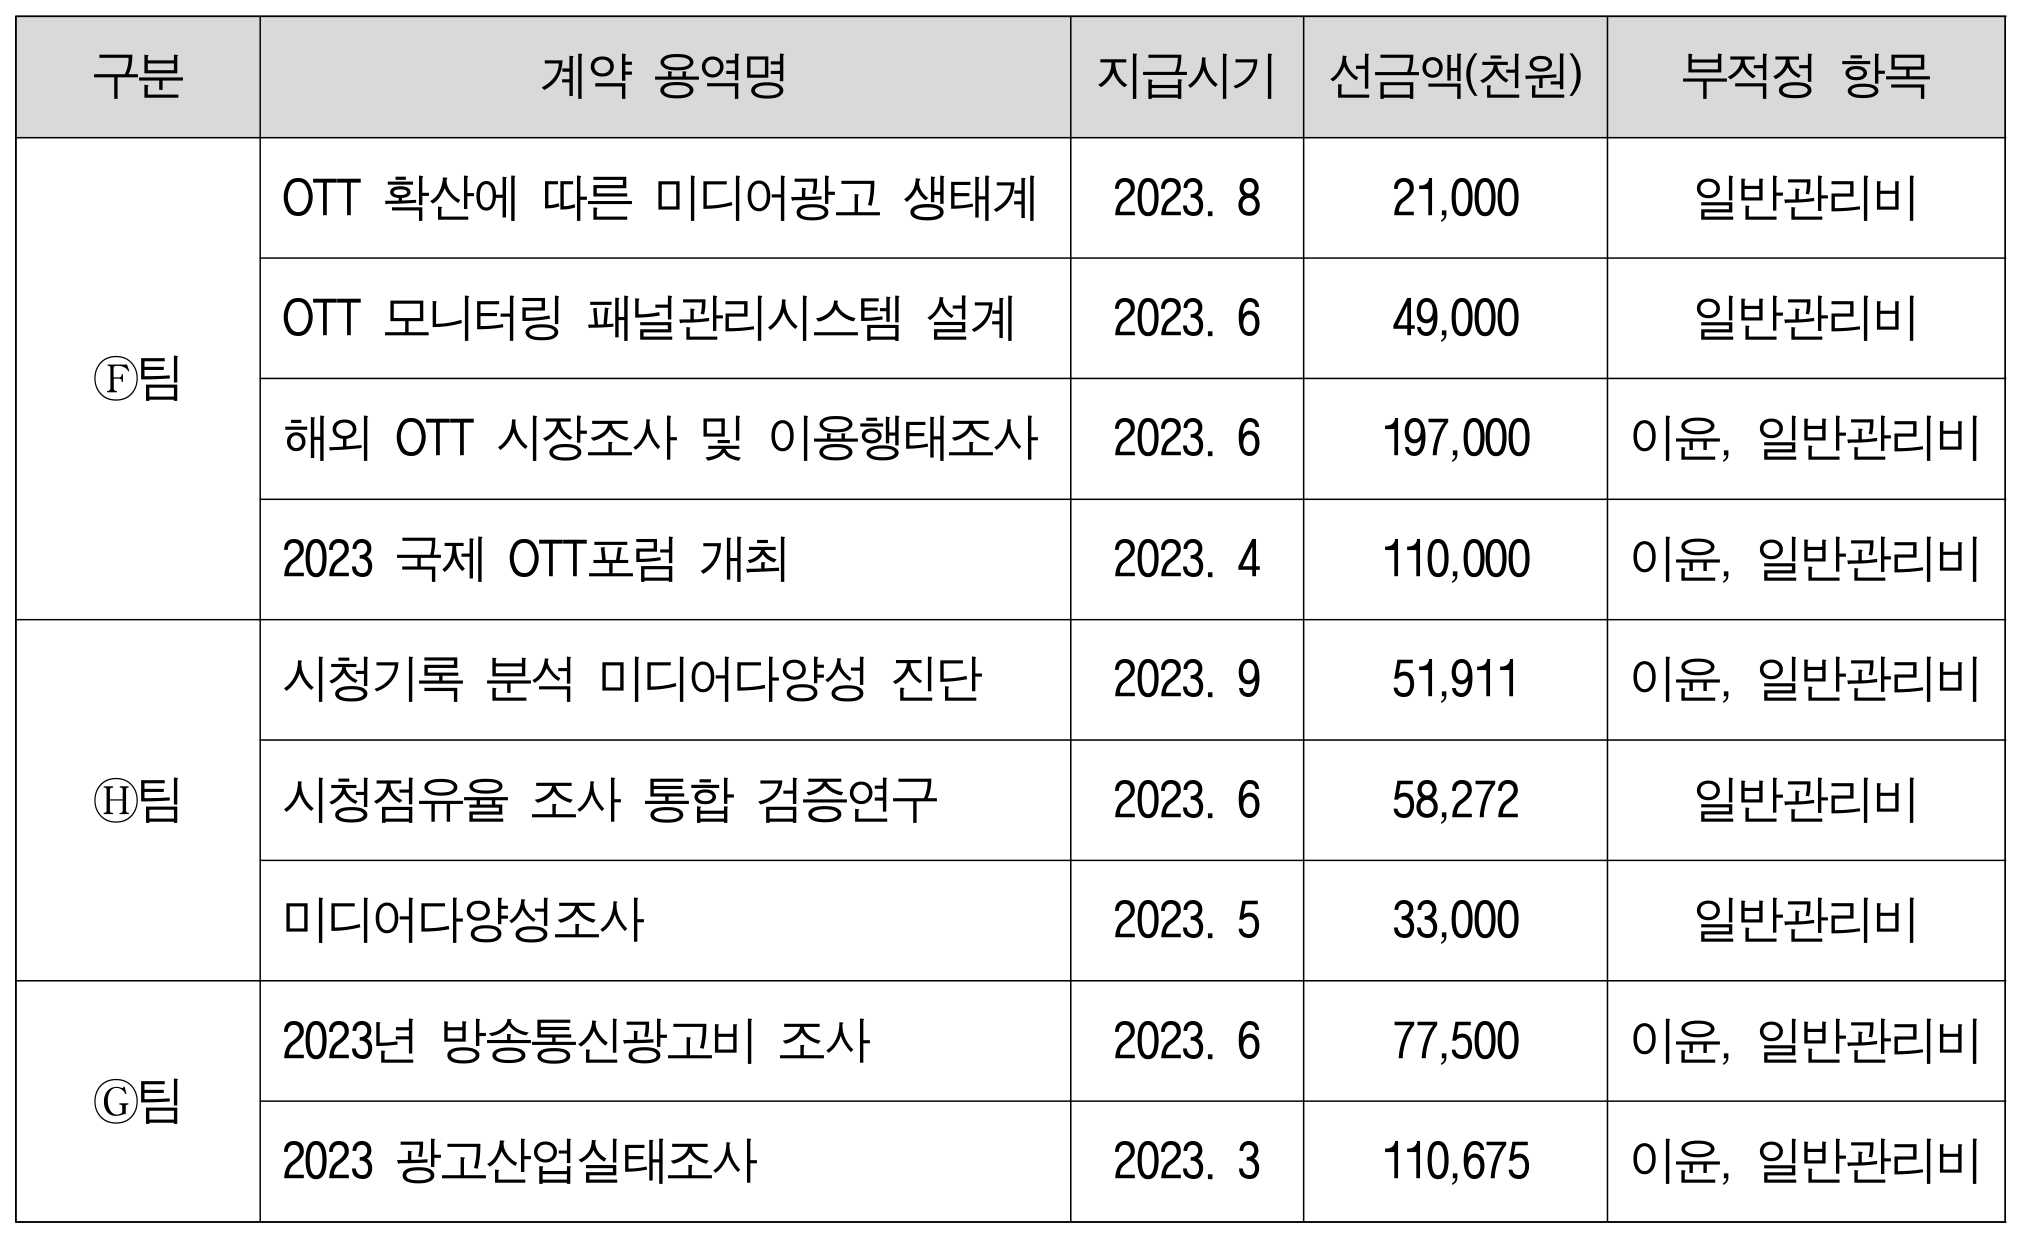 구분 계약 용역명 지급시기 선금액(천원) 부적정 항목
Ⓕ팀
OTT 확산에 따른 미디어광고 생태계 2023. 8 21,000 일반관리비
OTT 모니터링 패널관리시스템 설계 2023. 6 49,000 일반관리비
해외 OTT 시장조사 및 이용행태조사 2023. 6 197,000 이윤, 일반관리비
2023 국제 OTT포럼 개최 2023. 4 110,000 이윤, 일반관리비
Ⓗ팀
시청기록 분석 미디어다양성 진단 2023. 9 51,911 이윤, 일반관리비
시청점유율 조사 통합 검증연구 2023. 6 58,272 일반관리비
미디어다양성조사 2023. 5 33,000 일반관리비
Ⓖ팀
2023년 방송통신광고비 조사 2023. 6 77,500 이윤, 일반관리비
2023 광고산업실태조사 2023. 3 110,675 이윤, 일반관리비